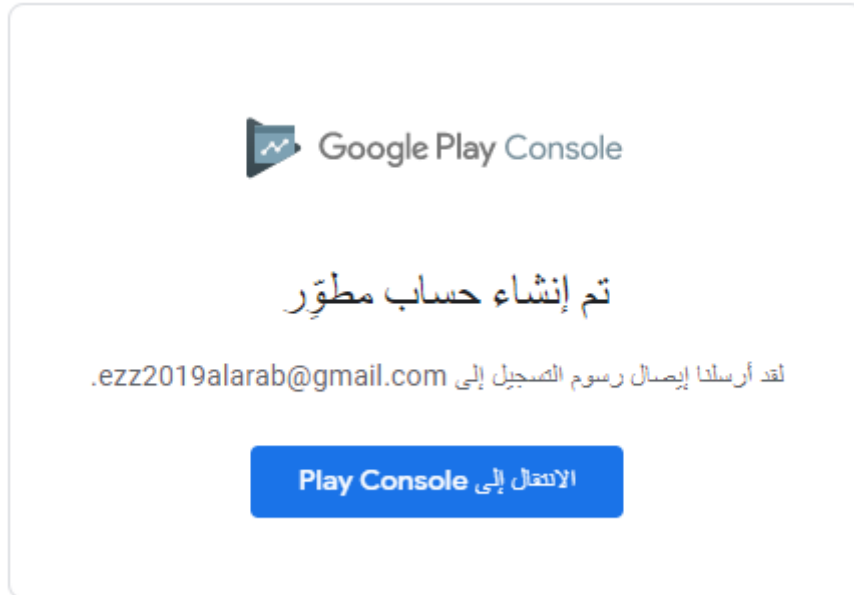 Google Play Console
تم إنشاء حساب مطوِّر.
لقد أرسلنا إيصال رسوم التسجيل إلى ezz2019alarab@gmail.com.
الانتقال إلى Play Console